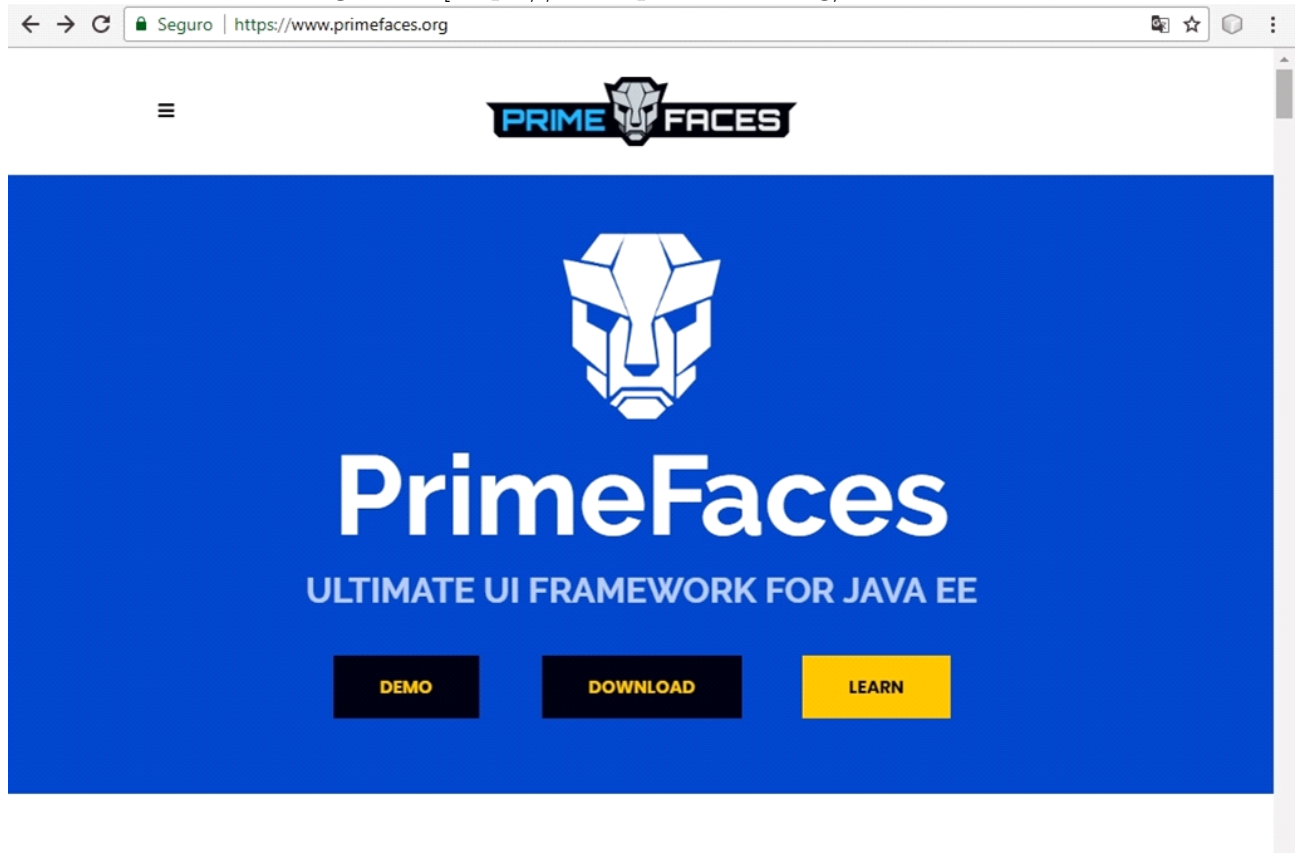 Seguro | https://www.primefaces.org
PRIME FACES
PrimeFaces
ULTIMATE UI FRAMEWORK FOR JAVA EE
DEMO DOWNLOAD LEARN